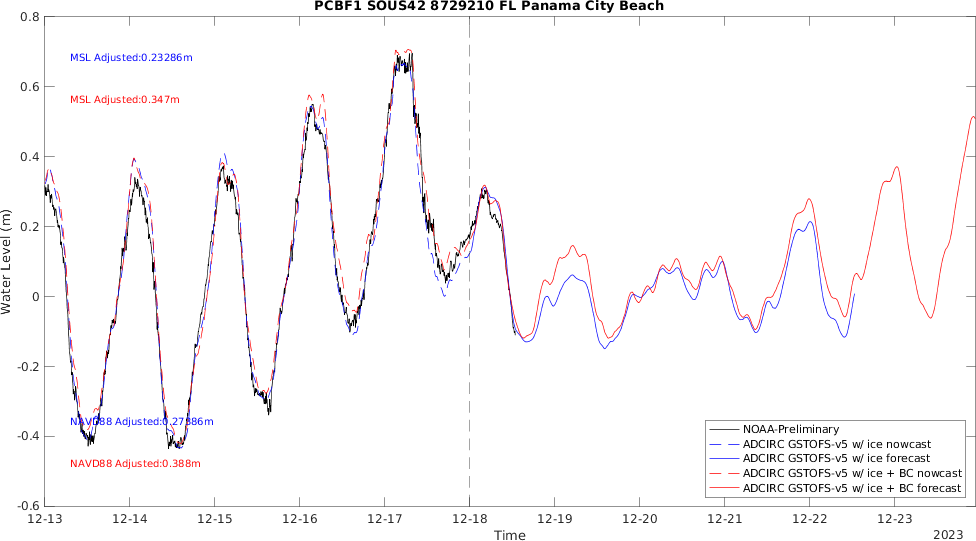 PCBF1 SOUS42 8729210 FL Panama City Beach
0.8
0.6
0.4
0.2
0
-0.2
-0.4
-0.6
Water Level (m)
MSL Adjusted:0.23286m
MSL Adjusted:0.347m
NAVD88 Adjusted:0.27886m
NAVD88 Adjusted:0.388m
NOAA-Preliminary
ADCIRC GSTOFS-v5 w/ ice nowcast
ADCIRC GSTOFS-v5 w/ ice forecast
ADCIRC GSTOFS-v5 w/ ice + BC nowcast
ADCIRC GSTOFS-v5 w/ ice + BC forecast
12-13 12-14 12-15 12-16 12-17 12-18 12-19 12-20 12-21 12-22 12-23
Time
2023